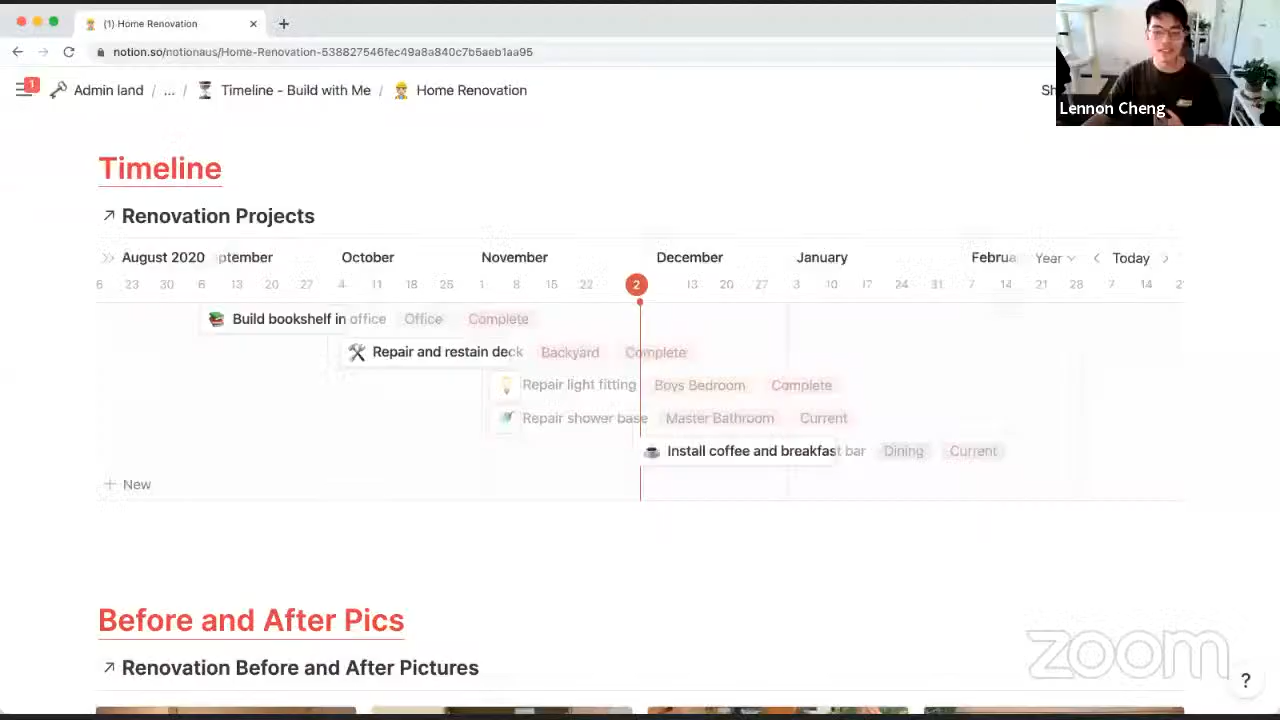 (1) Home Renovation
notion.so/notionaus/Home-Renovation-538827546fec49a8a840c7b5aeb1aa95
1 Admin land / ... / Timeline - Build with Me / Home Renovation Sh
Lennon Cheng
Timeline
Renovation Projects
August 2020 ptember October November December January Februa Year Today
6 23 30 6 13 20 27 4 11 18 25 1 8 15 22 2 13 20 27 3 10 17 24 31 7 14 21 28 7 14 2
Build bookshelf in office Office Complete
Repair and restain deck Backyard Complete
Repair light fitting Boys Bedroom Complete
Repair shower base Master Bathroom Current
Install coffee and breakfast bar Dining Current
+ New
Before and After Pics
Renovation Before and After Pictures
zoom
?